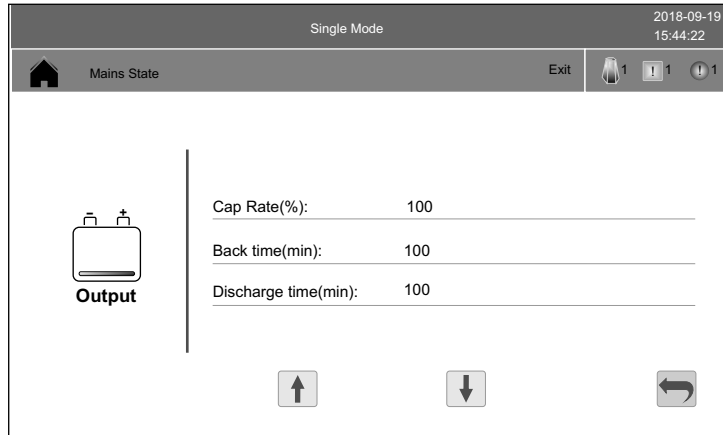 Single Mode
2018-09-19
15:44:22
Mains State
Exit
1
! 1
! 1
- +
Output
Cap Rate(%): 100
Back time(min): 100
Discharge time(min): 100